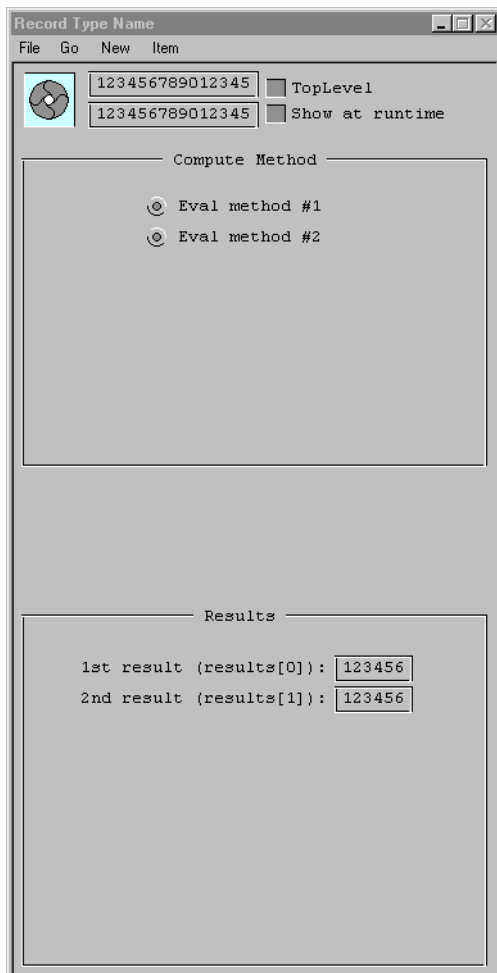 Record Type Name
File Go New Item
123456789012345 TopLevel
123456789012345 Show at runtime
Compute Method
Eval method #1
Eval method #2
Results
1st result (results[0]): 123456
2nd result (results[1]): 123456